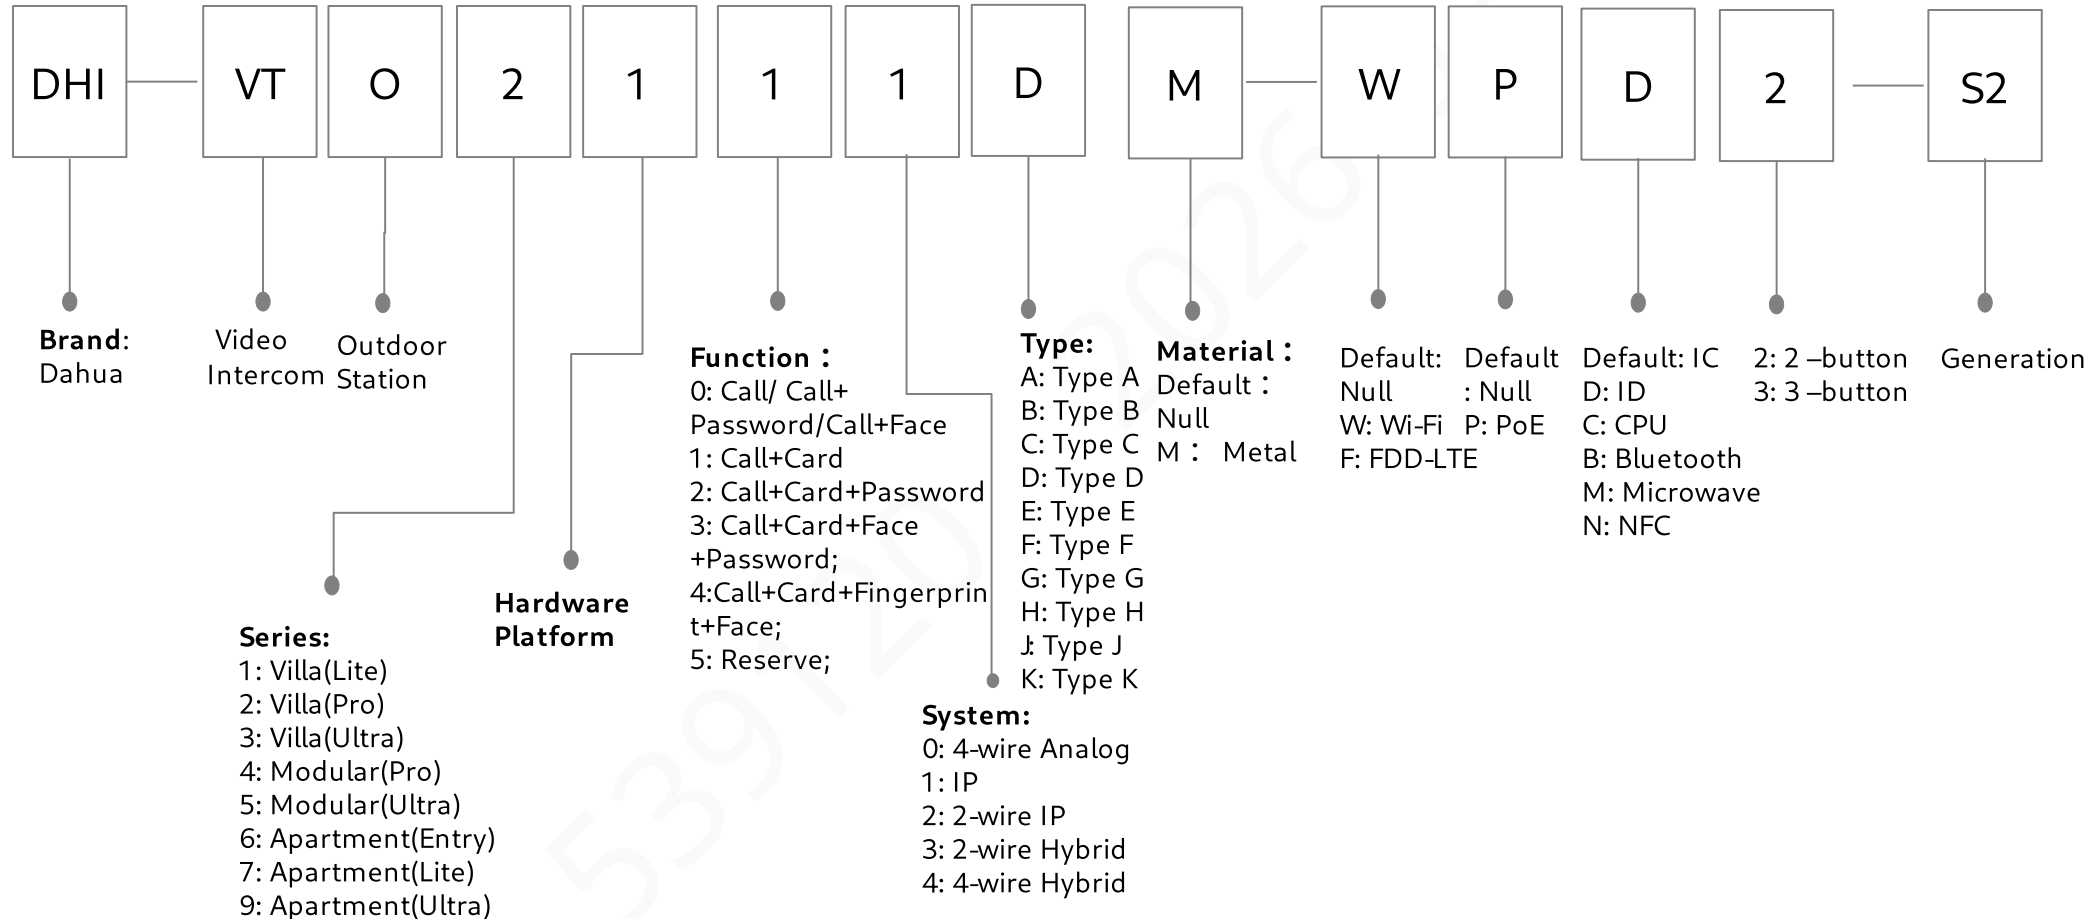 DHI VT O 2 1 1 1 D M W P D 2 S2
Brand:
Dahua
Video
Intercom
Outdoor
Station
Series:
1: Villa(Lite)
2: Villa(Pro)
3: Villa(Ultra)
4: Modular(Pro)
5: Modular(Ultra)
6: Apartment(Entry)
7: Apartment(Lite)
9: Apartment(Ultra)
Hardware
Platform
Function：
0: Call/ Call+
Password/Call+Face
1: Call+Card
2: Call+Card+Password
3: Call+Card+Face
+Password;
4:Call+Card+Fingerprin
t+Face;
5: Reserve;
System:
0: 4-wire Analog
1: IP
2: 2-wire IP
3: 2-wire Hybrid
4: 4-wire Hybrid
Type:
A: Type A
B: Type B
C: Type C
D: Type D
E: Type E
F: Type F
G: Type G
H: Type H
J: Type J
K: Type K
Material：
Default：
Null
M： Metal
Default:
Null
W: Wi-Fi
F: FDD-LTE
Default
: Null
P: PoE
Default: IC
D: ID
C: CPU
B: Bluetooth
M: Microwave
N: NFC
2: 2 –button
3: 3 –button
Generation